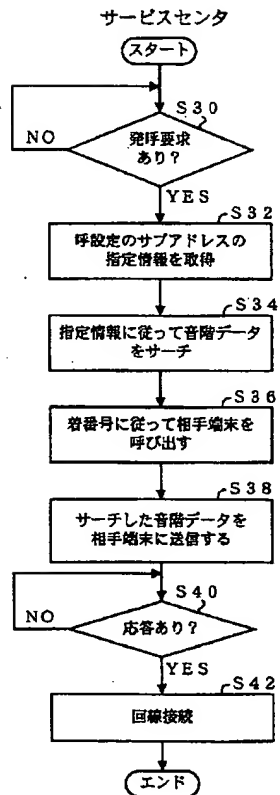 サービスセンタ
スタート
S30
発呼要求
あり?
NO
YES
S32
呼設定のサブアドレスの
指定情報を取得
S34
指定情報に従って音階データ
をサーチ
S36
着番号に従って相手端末を
呼び出す
S38
サーチした音階データを
相手端末に送信する
S40
応答あり?
NO
YES
S42
回線接続
エンド